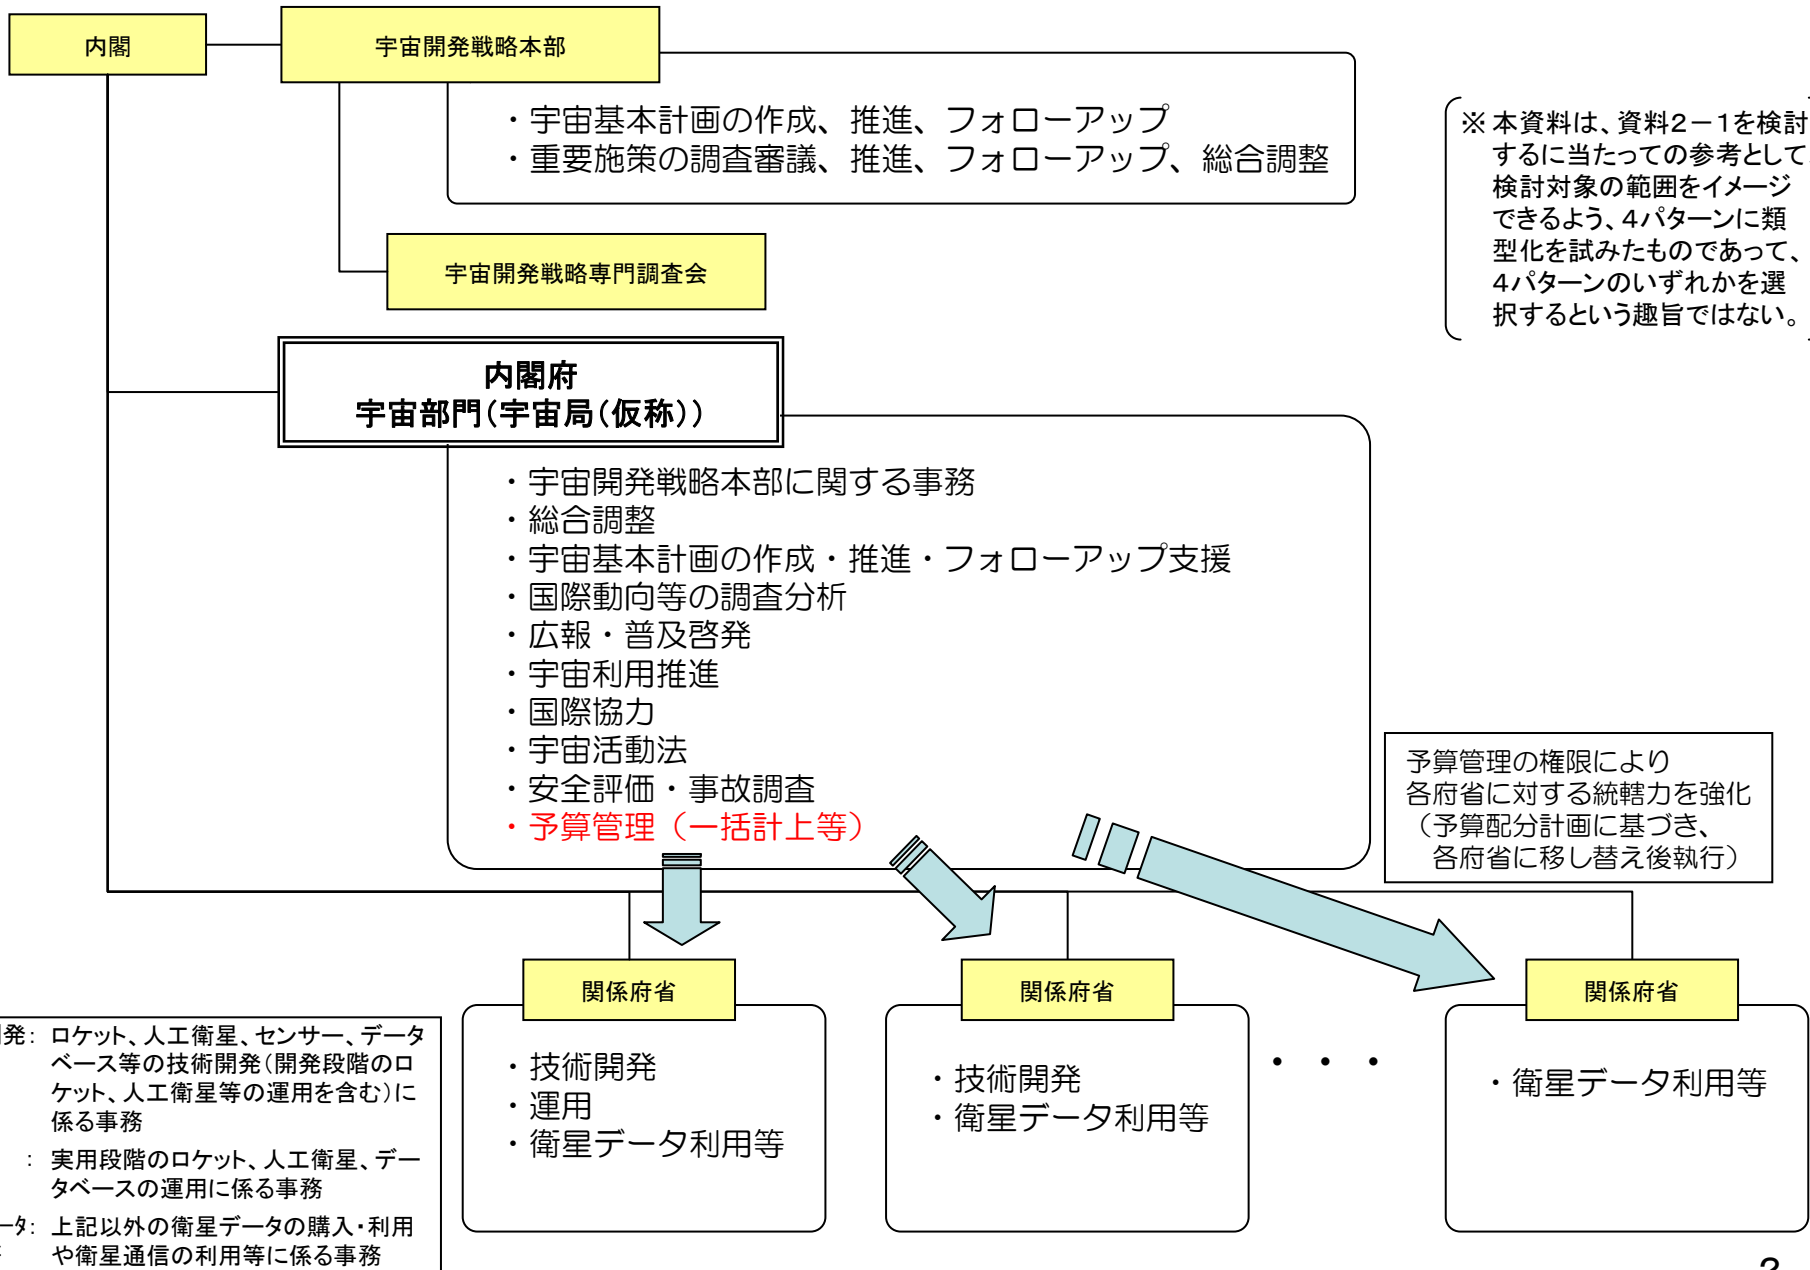 内閣
宇宙開発戦略本部
・宇宙基本計画の作成、推進、フォローアップ
・重要施策の調査審議、推進、フォローアップ、総合調整
※本資料は、資料2－1を検討
するに当たっての参考として、
検討対象の範囲をイメージ
できるよう、4パターンに類
型化を試みたものであって、
4パターンのいずれかを選
択するという趣旨ではない。
宇宙開発戦略専門調査会
内閣府
宇宙部門(宇宙局(仮称))
・宇宙開発戦略本部に関する事務
・総合調整
・宇宙基本計画の作成・推進・フォローアップ支援
・国際動向等の調査分析
・広報・普及啓発
・宇宙利用推進
・国際協力
・宇宙活動法
・安全評価・事故調査
・予算管理（一括計上等）
予算管理の権限により
各府省に対する統轄力を強化
（予算配分計画に基づき、
各府省に移し替え後執行）
関係府省
・技術開発
・運用
・衛星データ利用等
関係府省
・技術開発
・衛星データ利用等
・・・
関係府省
・衛星データ利用等
発: ロケット、人工衛星、センサー、データ
ベース等の技術開発(開発段階のロ
ケット、人工衛星等の運用を含む)に
係る事務
: 実用段階のロケット、人工衛星、デー
タベースの運用に係る事務
ータ: 上記以外の衛星データの購入・利用
や衛星通信の利用等に係る事務